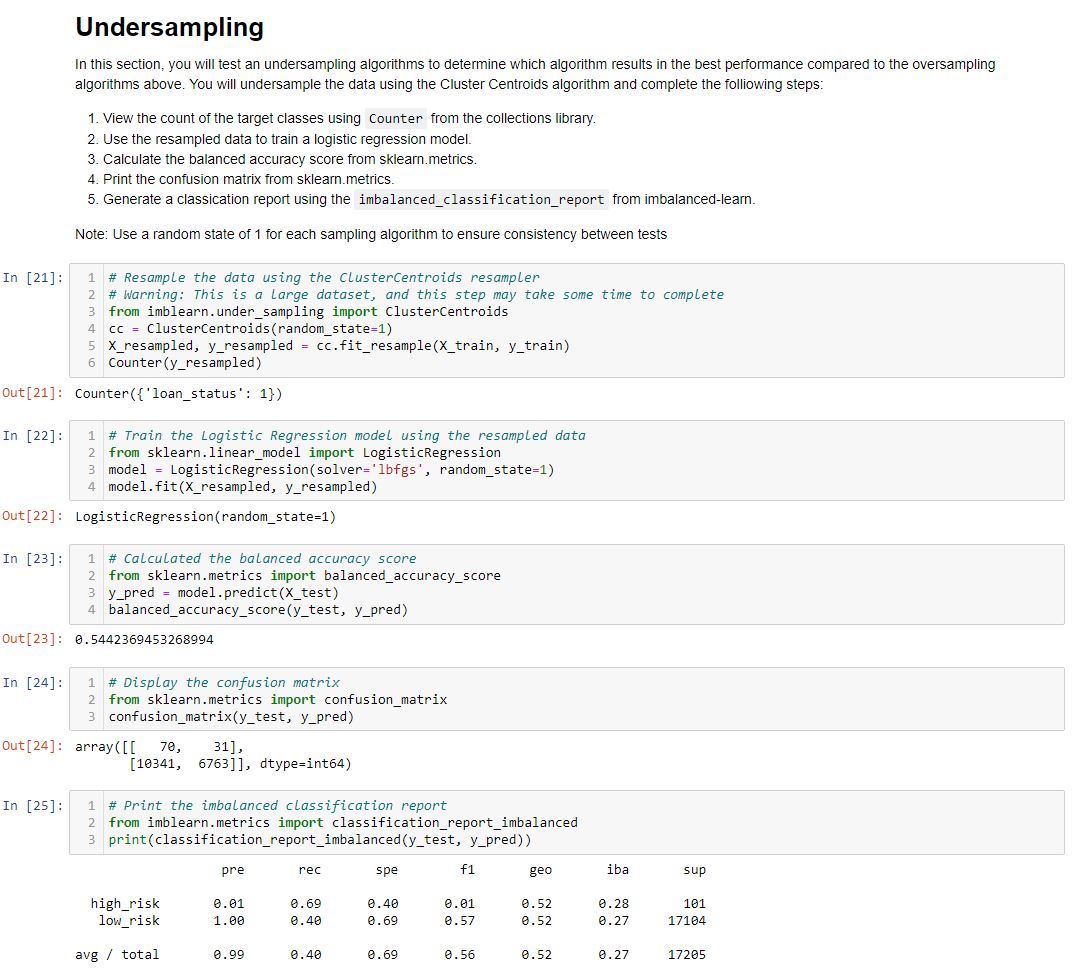 Undersampling
In this section, you will test an undersampling algorithms to determine which algorithm results in the best performance compared to the oversampling
algorithms above. You will undersample the data using the Cluster Centroids algorithm and complete the folliowing steps:
1. View the count of the target classes using Counter from the collections library.
2. Use the resampled data to train a logistic regression model.
3. Calculate the balanced accuracy score from sklearn.metrics.
4. Print the confusion matrix from sklearn.metrics.
5. Generate a classication report using the imbalanced_classification_report from imbalanced-learn.
Note: Use a random state of 1 for each sampling algorithm to ensure consistency between tests
In [21]:
1 # Resample the data using the ClusterCentroids resampler
2 # Warning: This is a large dataset, and this step may take some time to complete
3 from imblearn.under_sampling import ClusterCentroids
4 cc = ClusterCentroids(random_state=1)
5 X_resampled, y_resampled = cc.fit_resample(X_train, y_train)
6 Counter(y_resampled)
Out[21]: Counter({'loan_status': 1})
In [22]:
1 # Train the Logistic Regression model using the resampled data
2 from sklearn.linear_model import LogisticRegression
3 model = LogisticRegression(solver='lbfgs', random_state=1)
4 model.fit(X_resampled, y_resampled)
Out[22]: LogisticRegression(random_state=1)
In [23]:
1 # Calculated the balanced accuracy score
2 from sklearn.metrics import balanced_accuracy_score
3 y_pred = model.predict(X_test)
4 balanced_accuracy_score(y_test, y_pred)
Out[23]: 0.5442369453268994
In [24]:
1 # Display the confusion matrix
2 from sklearn.metrics import confusion_matrix
3 confusion_matrix(y_test, y_pred)
Out[24]: array([[ 70, 31],
[10341, 6763]], dtype=int64)
In [25]:
1 # Print the imbalanced classification report
2 from imblearn.metrics import classification_report_imbalanced
3 print(classification_report_imbalanced(y_test, y_pred))
pre rec spe f1 geo iba sup
high_risk 0.01 0.69 0.40 0.01 0.52 0.28 101
low_risk 1.00 0.40 0.69 0.57 0.52 0.27 17104
avg / total 0.99 0.40 0.69 0.56 0.52 0.27 17205